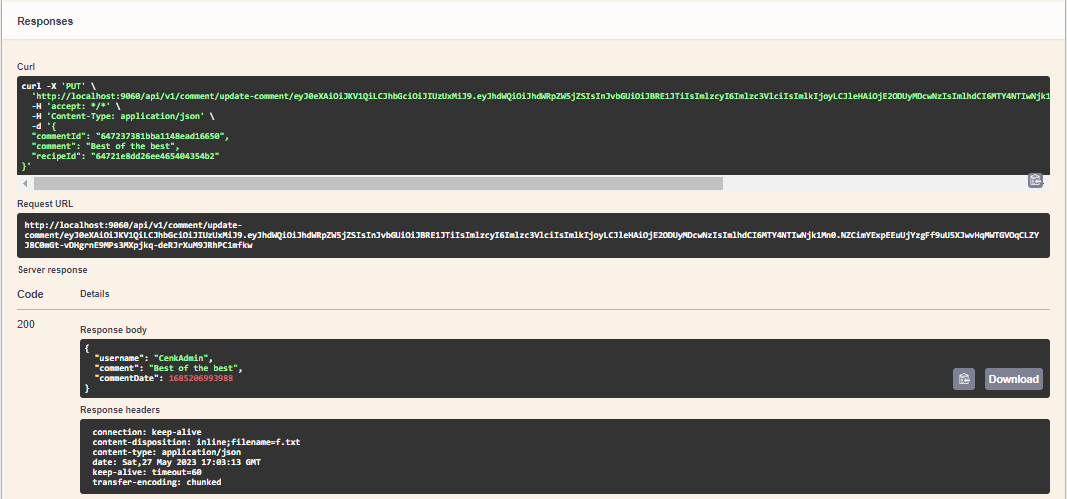 Responses
Curl
curl -X 'PUT' \
'http://localhost:9060/api/v1/comment/update-comment/eyJ0eXAiOiJKV1QiLCJhbGciOiJIUzUxMiJ9.eyJhdWQiOiJhdWRpZW5jZSIsInJvbGUiOiJBRE1JTiIsImlzcyI6Imlzc3VlciIsImlkIjoyLCJleHAiOjE2ODUyMDcwNzIsImlhdCI6MTY4NTIwNjk1
-H 'accept: */*' \
-H 'Content-Type: application/json' \
-d '{
"commentId": "647237381bba1148ead16650",
"comment": "Best of the best",
"recipeId": "64721e8dd26ee465404354b2"
}'
Request URL
http://localhost:9060/api/v1/comment/update-
comment/eyJ0eXAiOiJKV1QiLCJhbGciOiJIUzUxMiJ9.eyJhdWQiOiJhdWRpZW5jZSIsInJvbGUiOiJBRE1JTiIsImlzcyI6Imlzc3VlciIsImlkIjoyLCJleHAiOjE2ODUyMDcwNzIsImlhdCI6MTY4NTIwNjk1Mn0.NZCimYExpEEuUjYzgFf9uU5XJwvHqMWTGVOqCLZY
J8C0mGt-vDHgrnE9MPs3MXpjkq-deRJrXuM9JRhPC1mfkw
Server response
Code
Details
200
Response body
{
"username": "CenkAdmin",
"comment": "Best of the best",
"commentDate": 1685206993988
}
Download
Response headers
connection: keep-alive
content-disposition: inline;filename=f.txt
content-type: application/json
date: Sat,27 May 2023 17:03:13 GMT
keep-alive: timeout=60
transfer-encoding: chunked